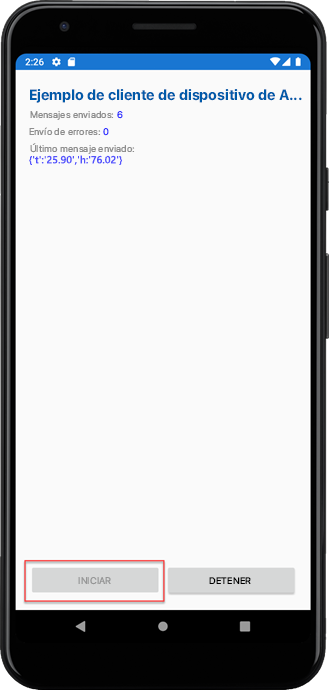 2:26
Ejemplo de cliente de dispositivo de A...
Mensajes enviados: 6
Envío de errores: 0
Último mensaje enviado:
{'t':'25.90','h:'76.02'}
INICIAR DETENER